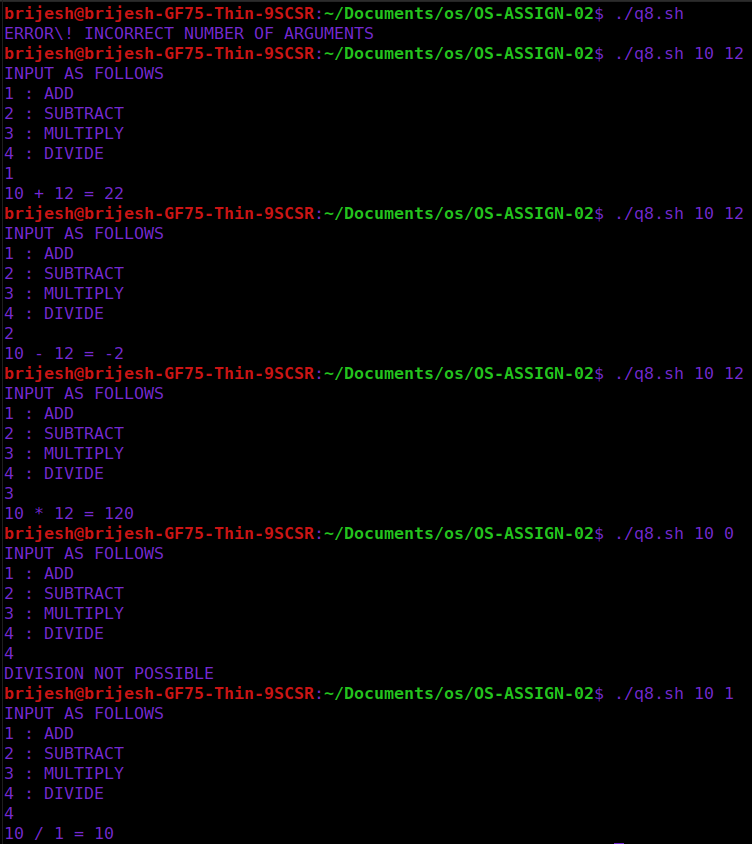 brijesh@brijesh-GF75-Thin-9SCSR:~/Documents/os/OS-ASSIGN-02$ ./q8.sh
ERROR\! INCORRECT NUMBER OF ARGUMENTS
brijesh@brijesh-GF75-Thin-9SCSR:~/Documents/os/OS-ASSIGN-02$ ./q8.sh 10 12
INPUT AS FOLLOWS
1 : ADD
2 : SUBTRACT
3 : MULTIPLY
4 : DIVIDE
1
10 + 12 = 22
brijesh@brijesh-GF75-Thin-9SCSR:~/Documents/os/OS-ASSIGN-02$ ./q8.sh 10 12
INPUT AS FOLLOWS
1 : ADD
2 : SUBTRACT
3 : MULTIPLY
4 : DIVIDE
2
10 - 12 = -2
brijesh@brijesh-GF75-Thin-9SCSR:~/Documents/os/OS-ASSIGN-02$ ./q8.sh 10 12
INPUT AS FOLLOWS
1 : ADD
2 : SUBTRACT
3 : MULTIPLY
4 : DIVIDE
3
10 * 12 = 120
brijesh@brijesh-GF75-Thin-9SCSR:~/Documents/os/OS-ASSIGN-02$ ./q8.sh 10 0
INPUT AS FOLLOWS
1 : ADD
2 : SUBTRACT
3 : MULTIPLY
4 : DIVIDE
4
DIVISION NOT POSSIBLE
brijesh@brijesh-GF75-Thin-9SCSR:~/Documents/os/OS-ASSIGN-02$ ./q8.sh 10 1
INPUT AS FOLLOWS
1 : ADD
2 : SUBTRACT
3 : MULTIPLY
4 : DIVIDE
4
10 / 1 = 10